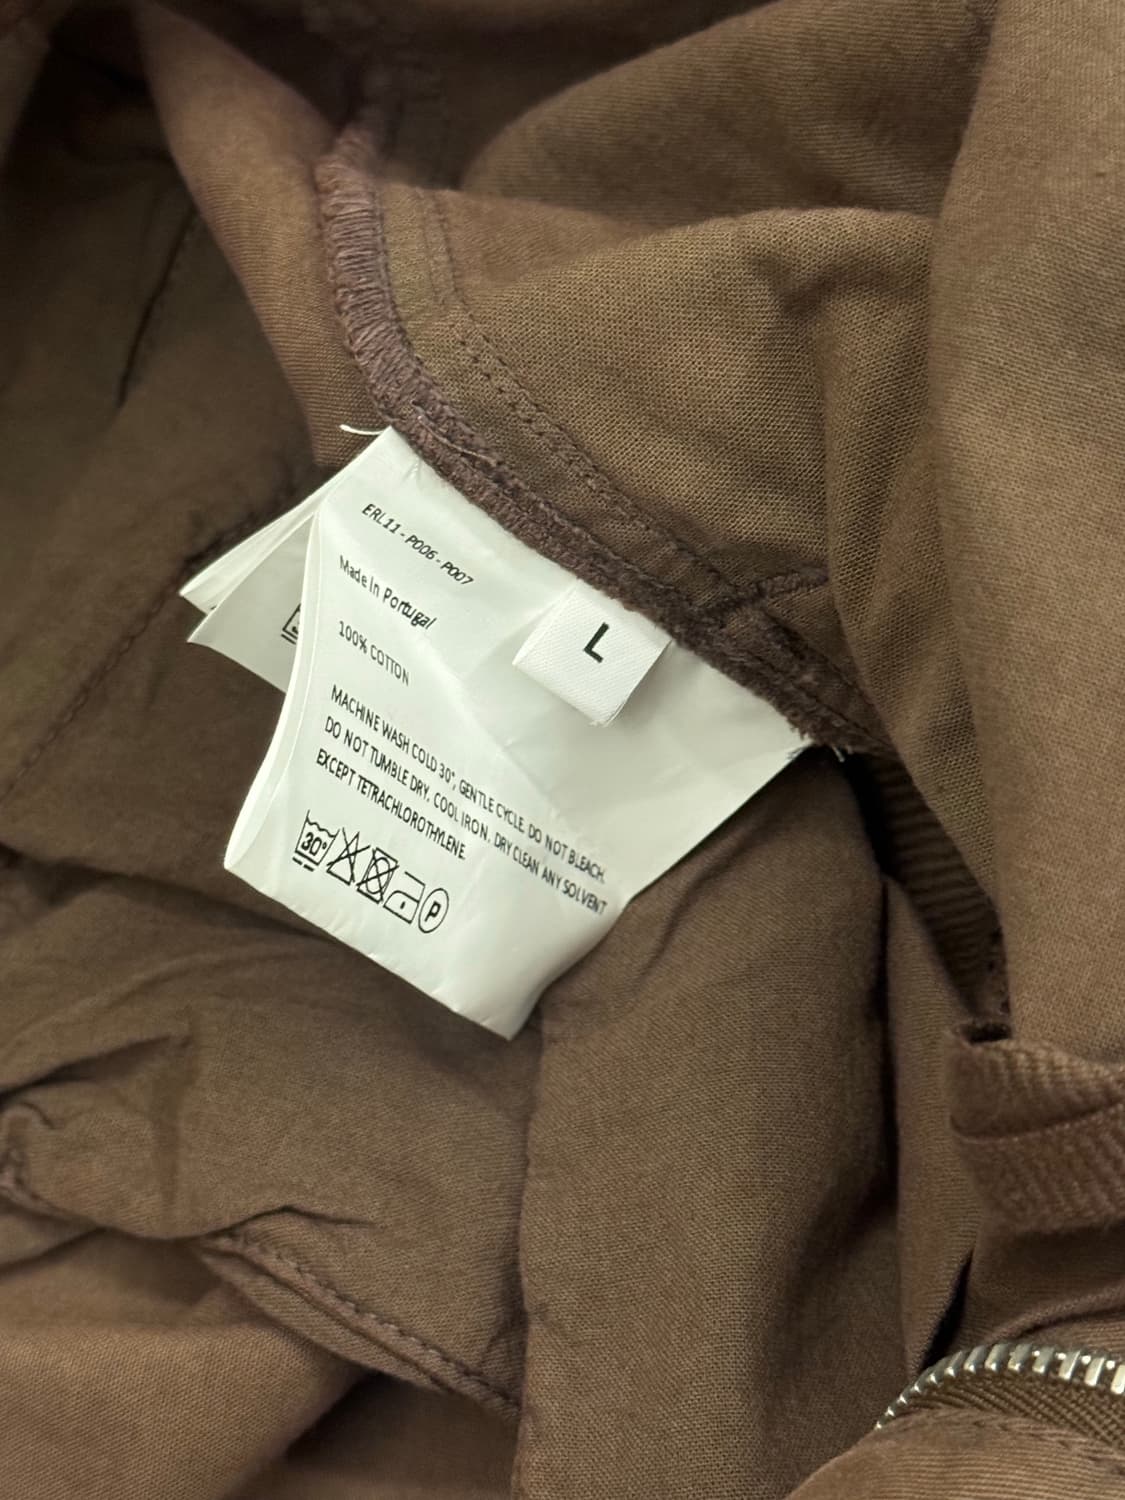 ERL11 - P006 - P007
Made In Portugal
100% COTTON
L
MACHINE WASH COLD 30°, GENTLE CYCLE. DO NOT BLEACH.
DO NOT TUMBLE DRY. COOL IRON. DRY CLEAN ANY SOLVENT
EXCEPT TETRACHLOROTHYLENE.
30°
P